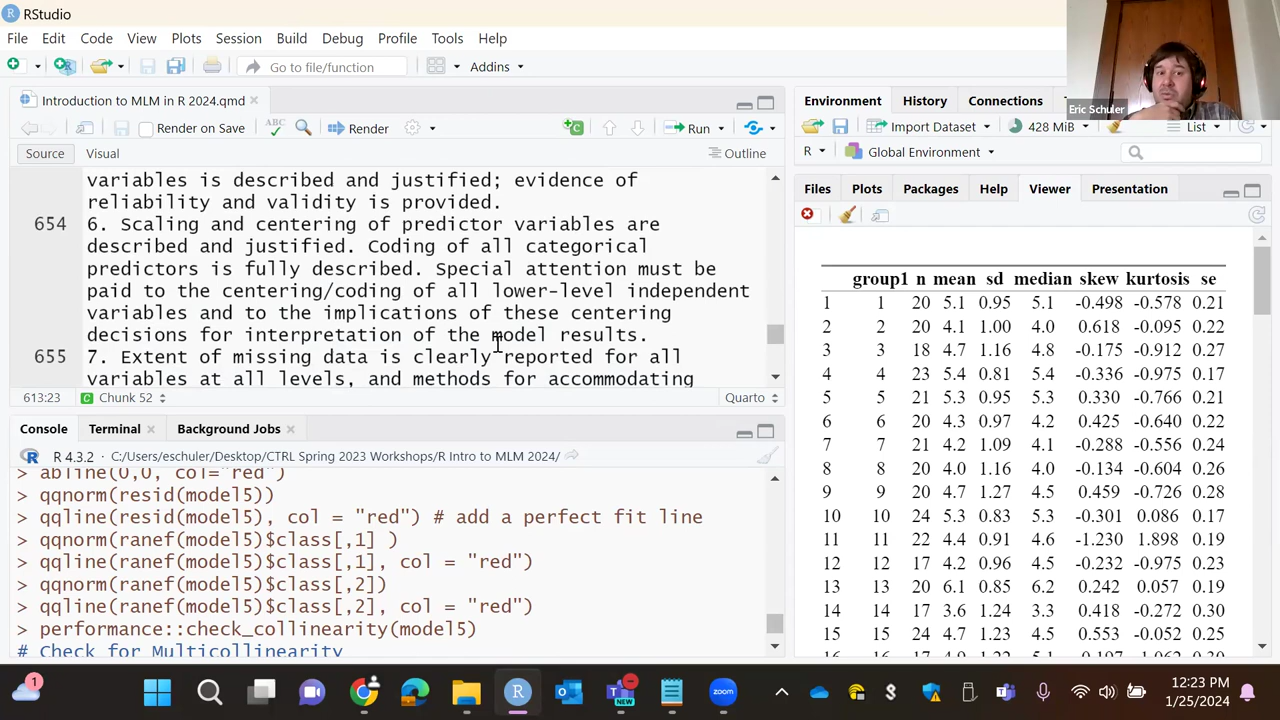 RStudio
File Edit Code View Plots Session Build Debug Profile Tools Help
Go to file/function
Addins
Eric Schuler
Introduction to MLM in R 2024.qmd
Render on Save
ABC
Render
Run
Source
Visual
Outline
variables is described and justified; evidence of
reliability and validity is provided.
654 6. Scaling and centering of predictor variables are
described and justified. Coding of all categorical
predictors is fully described. Special attention must be
paid to the centering/coding of all lower-level independent
variables and to the implications of these centering
decisions for interpretation of the model results.
655 7. Extent of missing data is clearly reported for all
variables at all levels, and methods for accommodating
613:23 C Chunk 52 Quarto
Console Terminal Background Jobs
R 4.3.2 · C:/Users/eschuler/Desktop/CTRL Spring 2023 Workshops/R Intro to MLM 2024/
> abline(0,0, col="red")
> qqnorm(resid(model5))
> qqline(resid(model5), col = "red") # add a perfect fit line
> qqnorm(ranef(model5)$class[,1] )
> qqline(ranef(model5)$class[,1], col = "red")
> qqnorm(ranef(model5)$class[,2])
> qqline(ranef(model5)$class[,2], col = "red")
> performance::check_collinearity(model5)
# Check for Multicollinearity
Environment History Connections
Import Dataset 428 MiB List
R Global Environment
Files Plots Packages Help Viewer Presentation
group1 n mean sd median skew kurtosis se
1 1 20 5.1 0.95 5.1 -0.498 -0.578 0.21
2 2 20 4.1 1.00 4.0 0.618 -0.095 0.22
3 3 18 4.7 1.16 4.8 -0.175 -0.912 0.27
4 4 23 5.4 0.81 5.4 -0.336 -0.975 0.17
5 5 21 5.3 0.95 5.3 0.330 -0.766 0.21
6 6 20 4.3 0.97 4.2 0.425 -0.640 0.22
7 7 21 4.2 1.09 4.1 -0.288 -0.556 0.24
8 8 20 4.0 1.16 4.0 -0.134 -0.604 0.26
9 9 20 4.7 1.27 4.5 0.459 -0.726 0.28
10 10 24 5.3 0.83 5.3 -0.301 0.086 0.17
11 11 22 4.4 0.91 4.6 -1.230 1.898 0.19
12 12 17 4.2 0.96 4.5 -0.232 -0.975 0.23
13 13 20 6.1 0.85 6.2 0.242 0.057 0.19
14 14 17 3.6 1.24 3.3 0.418 -0.272 0.30
15 15 24 4.7 1.23 4.5 0.553 -0.052 0.25
1
NEW
zoom
12:23 PM
1/25/2024